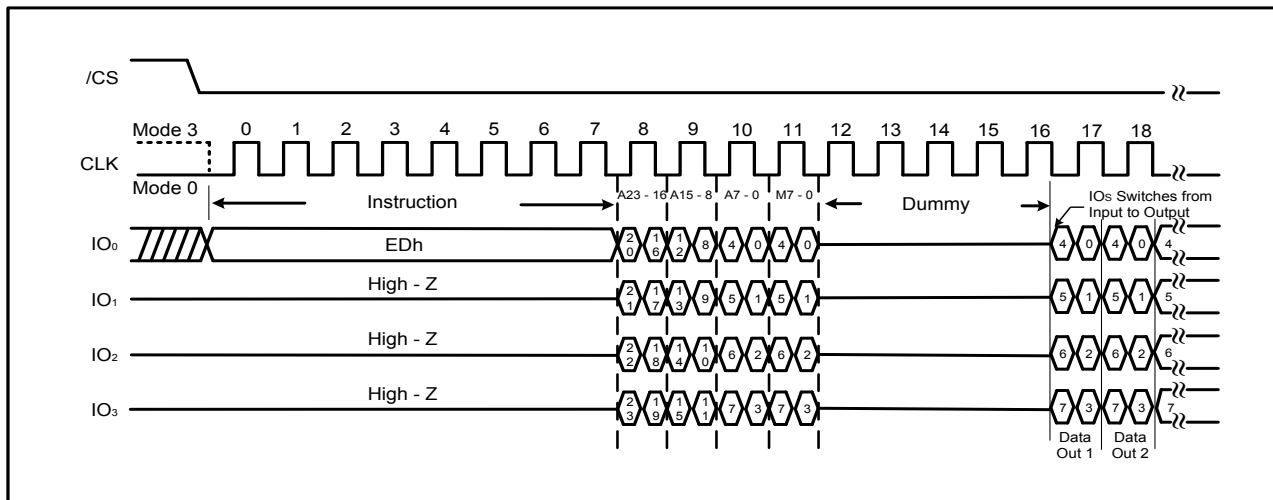 /CS
Mode 3
0 1 2 3 4 5 6 7 8 9 10 11 12 13 14 15 16 17 18
CLK
Mode 0
Instruction
A23 - 16 A15 - 8 A7 - 0 M7 - 0
Dummy
IOs Switches from
Input to Output
IO₀ EDh 20 16 12 8 4 0 4 0 4 0 4 0 4
High - Z
IO₁ 21 17 13 9 5 1 5 1 5 1 5 1 5
High - Z
IO₂ 22 18 14 10 6 2 6 2 6 2 6 2 6
High - Z
IO₃ 23 19 15 11 7 3 7 3 7 3 7 3 7
Data Data
Out 1 Out 2